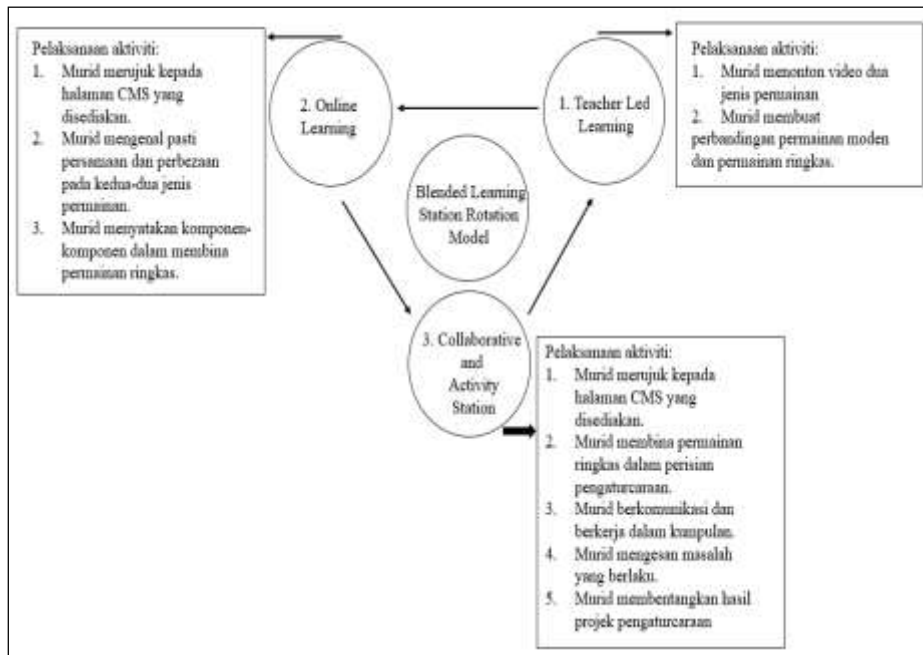 Pelaksanaan aktiviti:
1. Murid merujuk kepada
halaman CMS yang
disediakan.
2. Murid mengenal pasti
persamaan dan perbezaan
pada kedua-dua jenis
permainan.
3. Murid menyatakan komponen-
komponen dalam membina
permainan ringkas.
2. Online
Learning
1. Teacher Led
Learning
Pelaksanaan aktiviti:
1. Murid menonton video dua
jenis permainan
2. Murid membuat
perbandingan permainan moden
dan permainan ringkas.
Blended Learning
Station Rotation
Model
3. Collaborative
and
Activity
Station
Pelaksanaan aktiviti:
1. Murid merujuk kepada
halaman CMS yang
disediakan.
2. Murid membina permainan
ringkas dalam perisian
pengaturcaraan.
3. Murid berkomunikasi dan
berkerja dalam kumpulan.
4. Murid mengesan masalah
yang berlaku.
5. Murid membentangkan hasil
projek pengaturcaraan